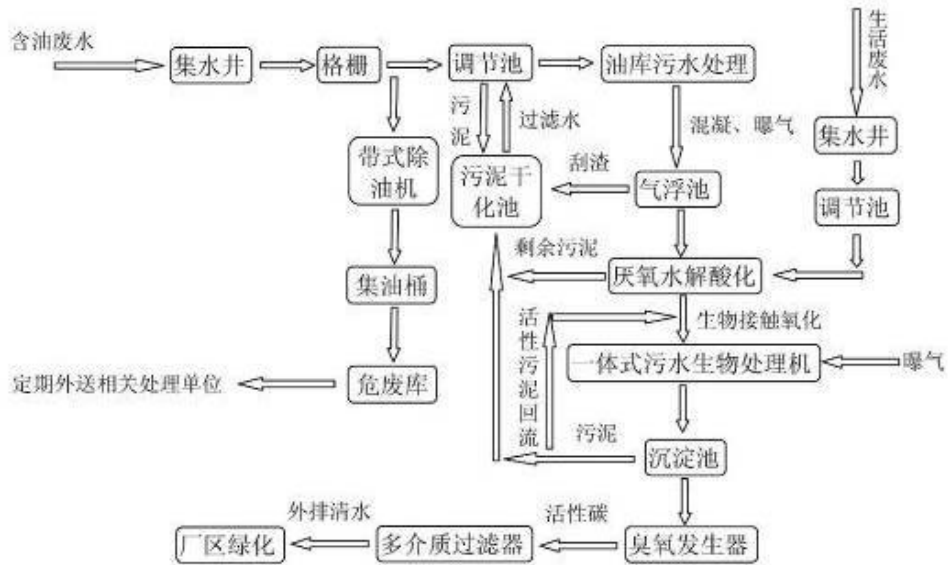 含油废水
集水井
格栅
调节池
油库污水处理
生活废水
污泥
过滤水
混凝、曝气
集水井
带式除
油机
污泥干
化池
刮渣
气浮池
调节池
集油桶
剩余污泥
厌氧水解酸化
活性污泥回流
生物接触氧化
一体式污水生物处理机
曝气
定期外送相关处理单位
危废库
污泥
沉淀池
外排清水
活性碳
厂区绿化
多介质过滤器
臭氧发生器